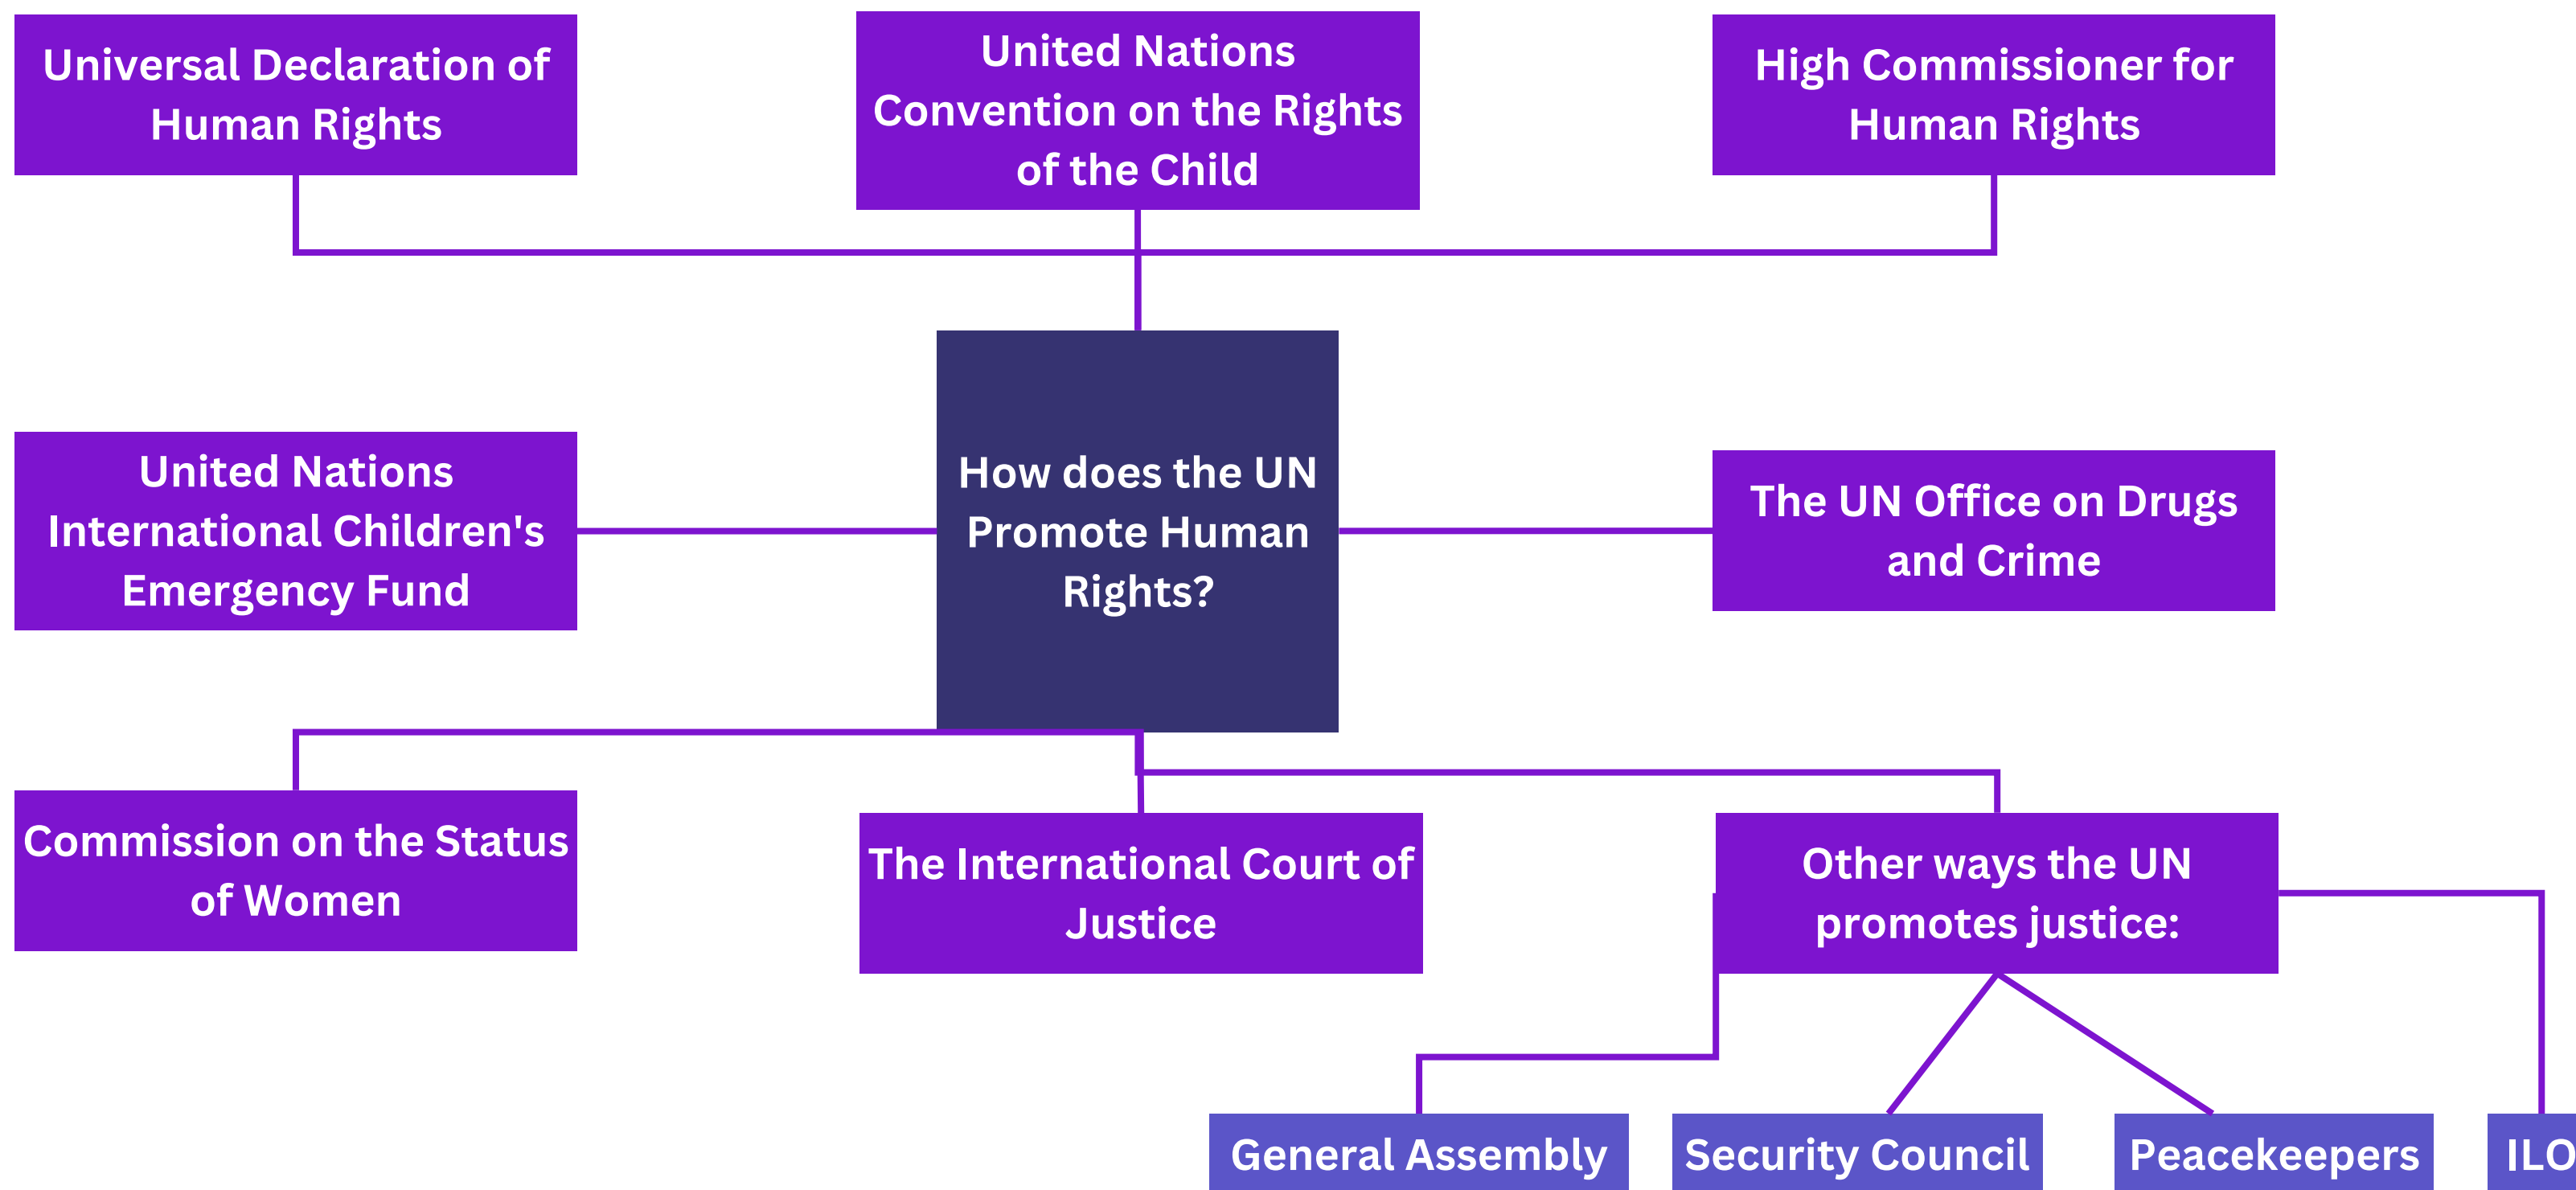 Universal Declaration of
Human Rights
United Nations
Convention on the Rights
of the Child
High Commissioner for
Human Rights
United Nations
International Children's
Emergency Fund
How does the UN
Promote Human
Rights?
The UN Office on Drugs
and Crime
Commission on the Status
of Women
The International Court of
Justice
Other ways the UN
promotes justice:
General Assembly
Security Council
Peacekeepers
ILO